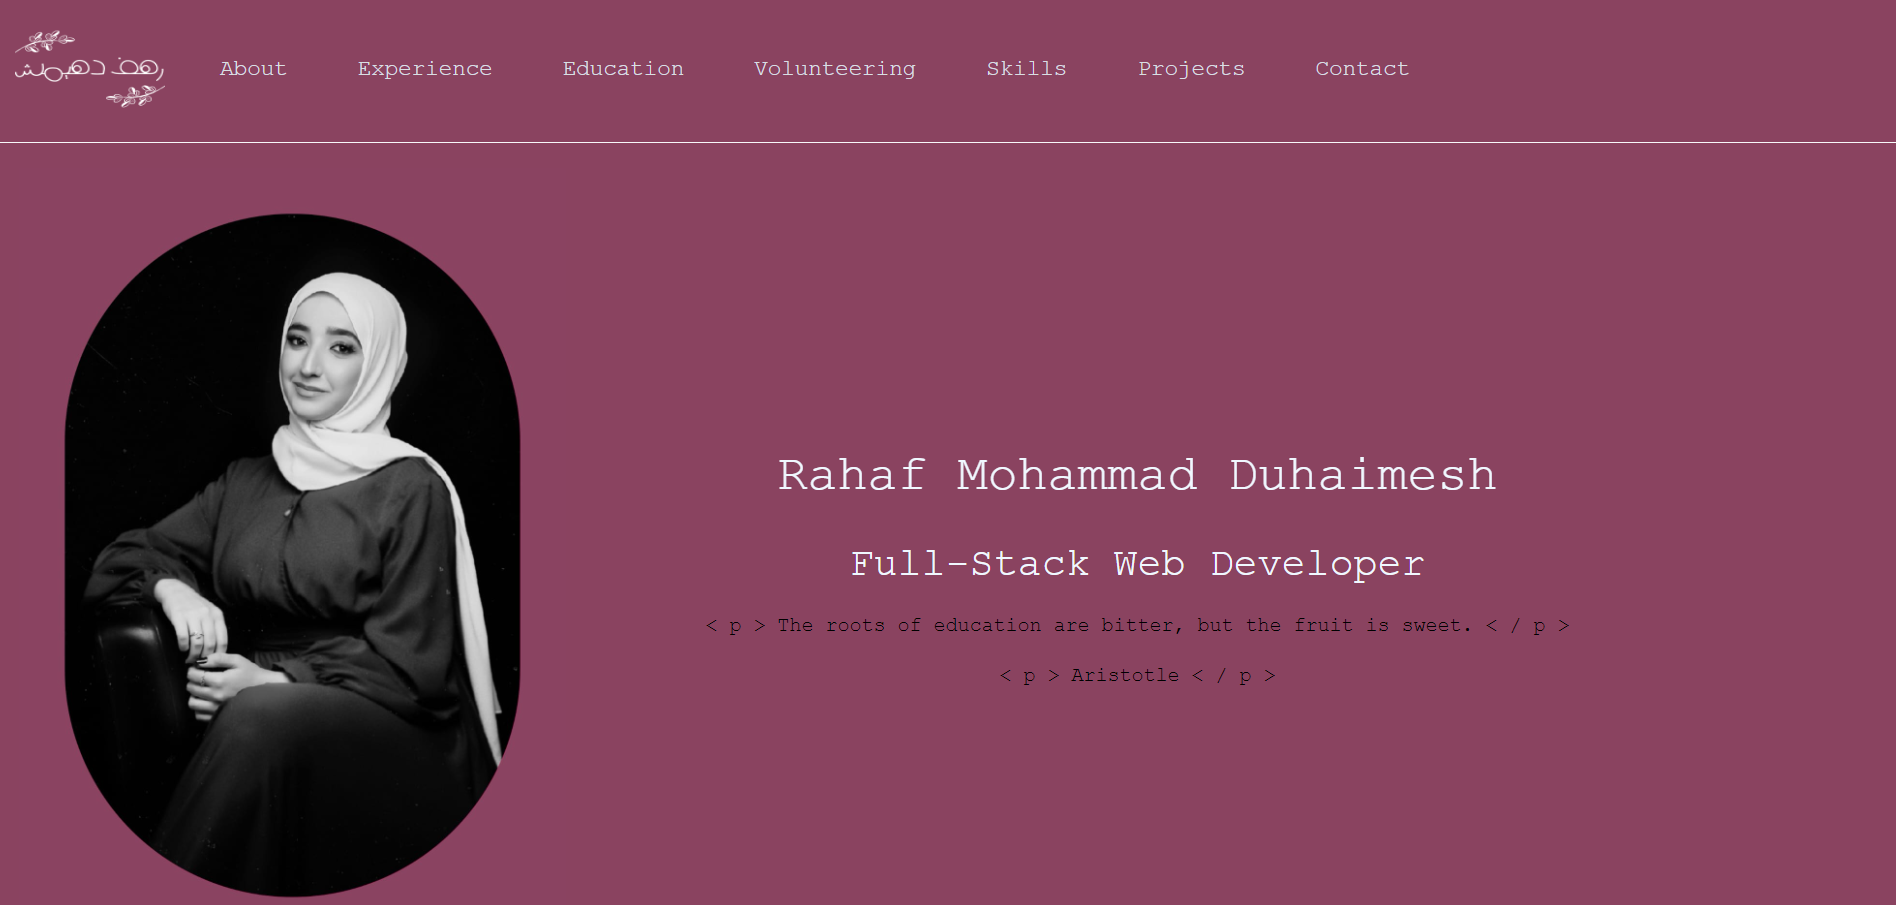 رهف دهيمش
About Experience Education Volunteering Skills Projects Contact
Rahaf Mohammad Duhaimesh
Full-Stack Web Developer
< p > The roots of education are bitter, but the fruit is sweet. < / p >
< p > Aristotle < / p >